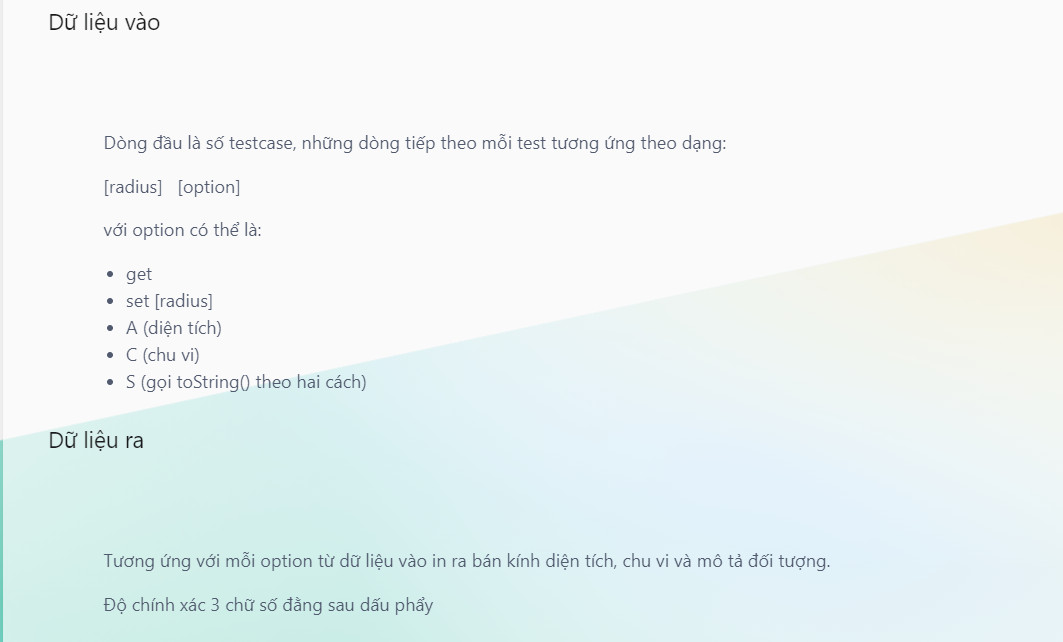 Dữ liệu vào
Dòng đầu là số testcase, những dòng tiếp theo mỗi test tương ứng theo dạng:
[radius] [option]
với option có thể là:
get
set [radius]
A (diện tích)
C (chu vi)
S (gọi toString() theo hai cách)
Dữ liệu ra
Tương ứng với mỗi option từ dữ liệu vào in ra bán kính diện tích, chu vi và mô tả đối tượng.
Độ chính xác 3 chữ số đằng sau dấu phẩy